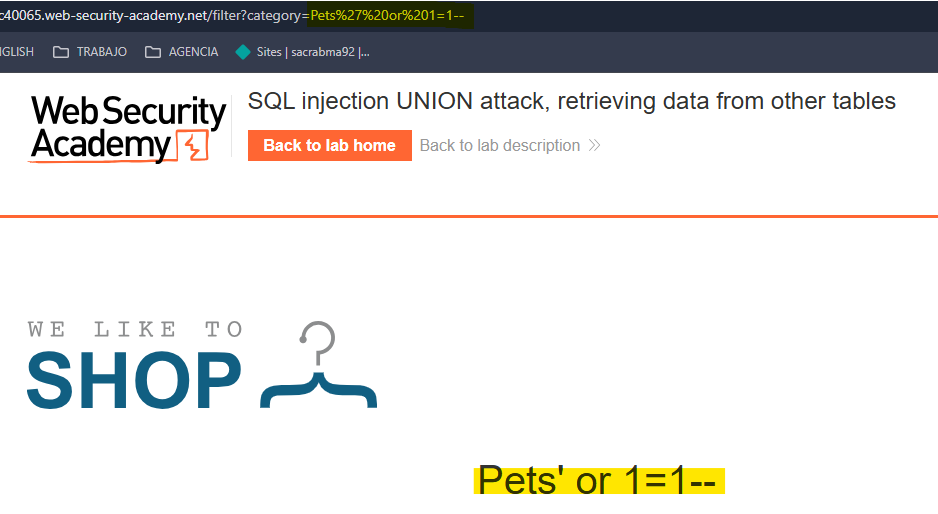 c40065.web-security-academy.net/filter?category=Pets%27%20or%201=1--
NGLISH TRABAJO AGENCIA Sites | sacrabma92 |...
Web Security
Academy
SQL injection UNION attack, retrieving data from other tables
Back to lab home Back to lab description
WE LIKE TO
SHOP
Pets' or 1=1--